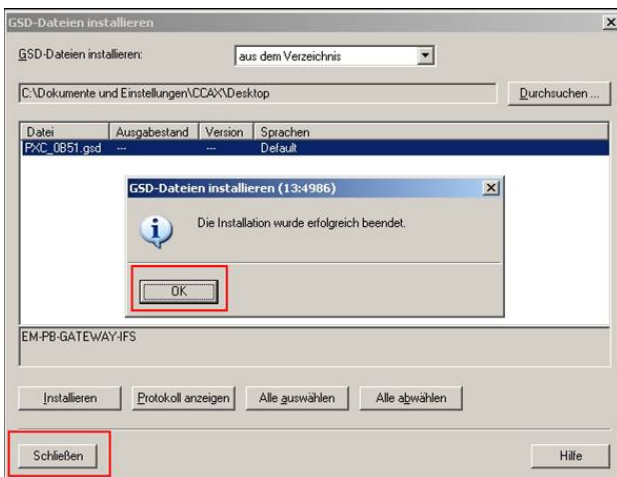 GSD-Dateien installieren
GSD-Dateien installieren: aus dem Verzeichnis
C:\Dokumente und Einstellungen\CCAX\Desktop Durchsuchen ...
Datei Ausgabestand Version Sprachen
PXC_0B51.gsd --- --- Default
GSD-Dateien installieren (13:4986)
Die Installation wurde erfolgreich beendet.
OK
EM-PB-GATEWAY-IFS
Installieren Protokoll anzeigen Alle auswählen Alle abwählen
Schließen Hilfe